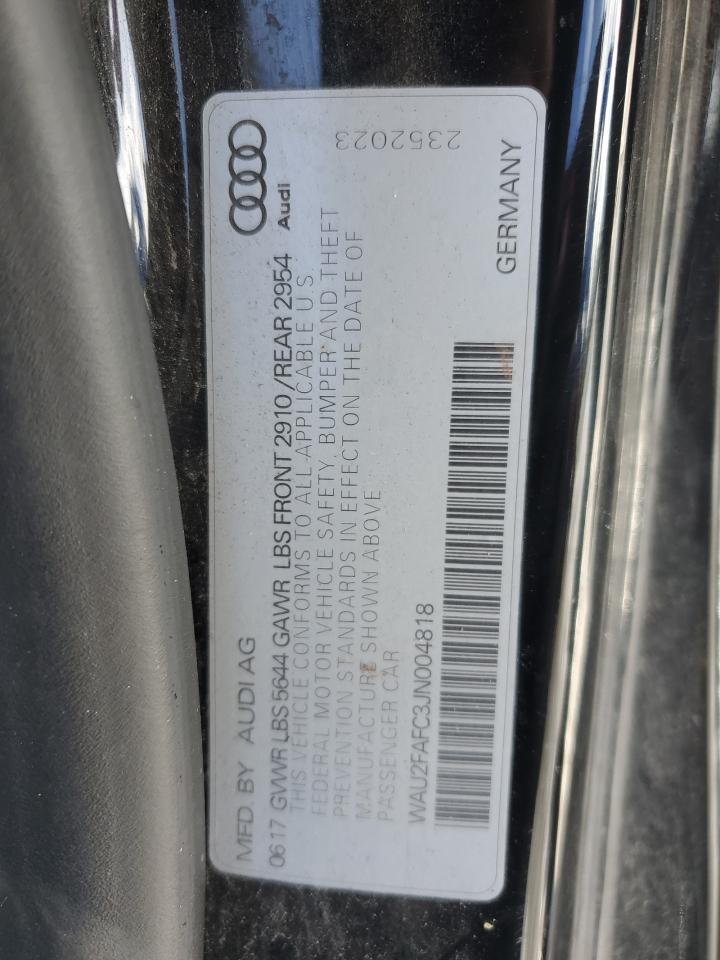 MFD. BY AUDI AG
Audi
0617 GVWR LBS 5644 GAWR LBS FRONT 2910 / REAR 2954
THIS VEHICLE CONFORMS TO ALL APPLICABLE U.S.
FEDERAL MOTOR VEHICLE SAFETY, BUMPER AND THEFT
PREVENTION STANDARDS IN EFFECT ON THE DATE OF
MANUFACTURE SHOWN ABOVE
PASSENGER CAR
2352023
WAU2FAFC3JN004818
GERMANY